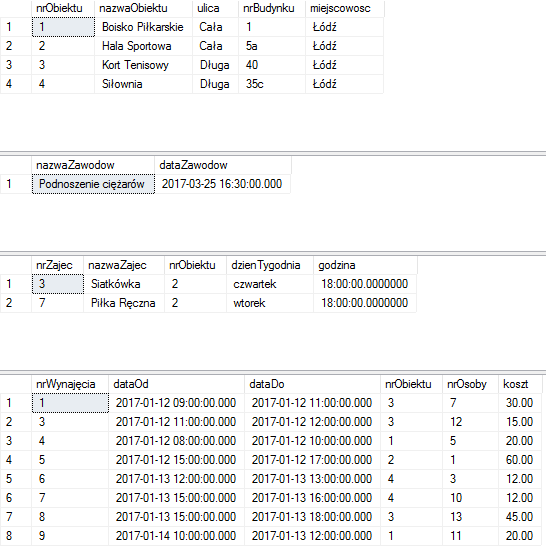 nrObiektu nazwaObiektu ulica nrBudynku miejscowosc
1 1 Boisko Piłkarskie Cała 1 Łódź
2 2 Hala Sportowa Cała 5a Łódź
3 3 Kort Tenisowy Długa 40 Łódź
4 4 Siłownia Długa 35c Łódź
nazwaZawodow dataZawodow
1 Podnoszenie ciężarów 2017-03-25 16:30:00.000
nrZajec nazwaZajec nrObiektu dzienTygodnia godzina
1 3 Siatkówka 2 czwartek 18:00:00.0000000
2 7 Piłka Ręczna 2 wtorek 18:00:00.0000000
nrWynajęcia dataOd dataDo nrObiektu nrOsoby koszt
1 1 2017-01-12 09:00:00.000 2017-01-12 11:00:00.000 3 7 30.00
2 3 2017-01-12 11:00:00.000 2017-01-12 12:00:00.000 3 12 15.00
3 4 2017-01-12 08:00:00.000 2017-01-12 10:00:00.000 1 5 20.00
4 5 2017-01-12 15:00:00.000 2017-01-12 17:00:00.000 2 1 60.00
5 6 2017-01-13 12:00:00.000 2017-01-13 13:00:00.000 4 3 12.00
6 7 2017-01-13 15:00:00.000 2017-01-13 16:00:00.000 4 10 12.00
7 8 2017-01-13 15:00:00.000 2017-01-13 18:00:00.000 3 13 45.00
8 9 2017-01-14 10:00:00.000 2017-01-13 12:00:00.000 1 11 20.00